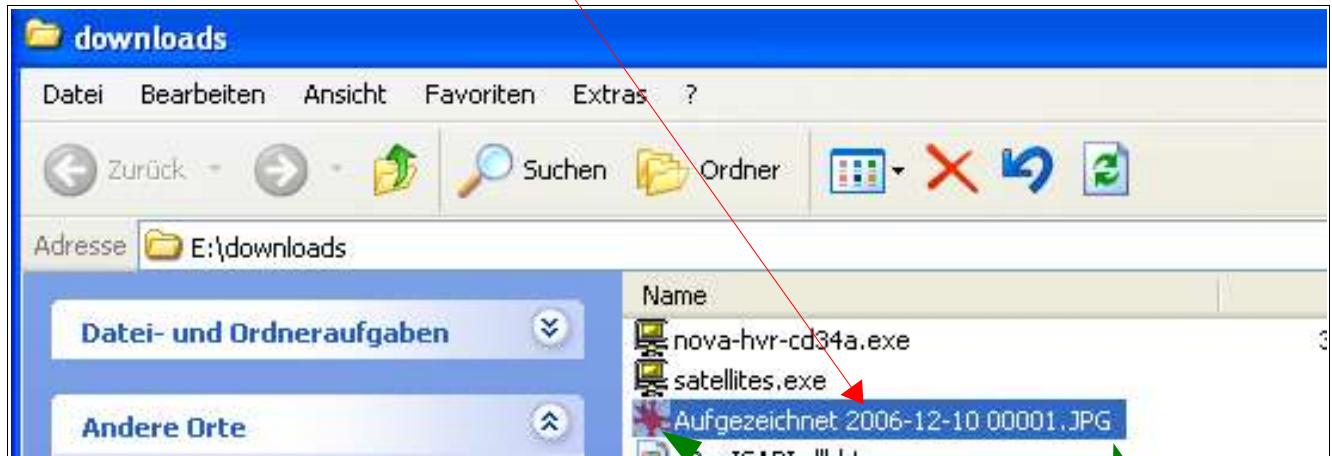 downloads
Datei Bearbeiten Ansicht Favoriten Extras ?
Zurück Suchen Ordner
Adresse E:\downloads
Name
Datei- und Ordneraufgaben
nova-hvr-cd34a.exe
satellites.exe
Andere Orte
Aufgezeichnet 2006-12-10 00001.JPG